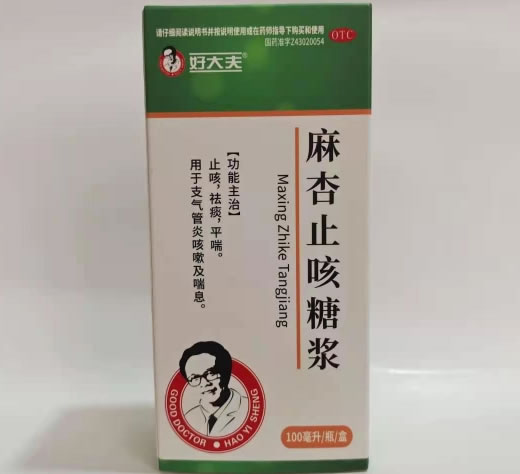 请仔细阅读说明书并按说明使用或在药师指导下购买和使用
国药准字Z43020054
OTC
好大夫®
麻杏止咳糖浆
Maxing Zhike Tangjiang
【功能主治】
止咳,祛痰,平喘。
用于支气管炎咳嗽及喘息。
GOOD DOCTOR · HAO YI SHENG
100毫升/瓶/盒